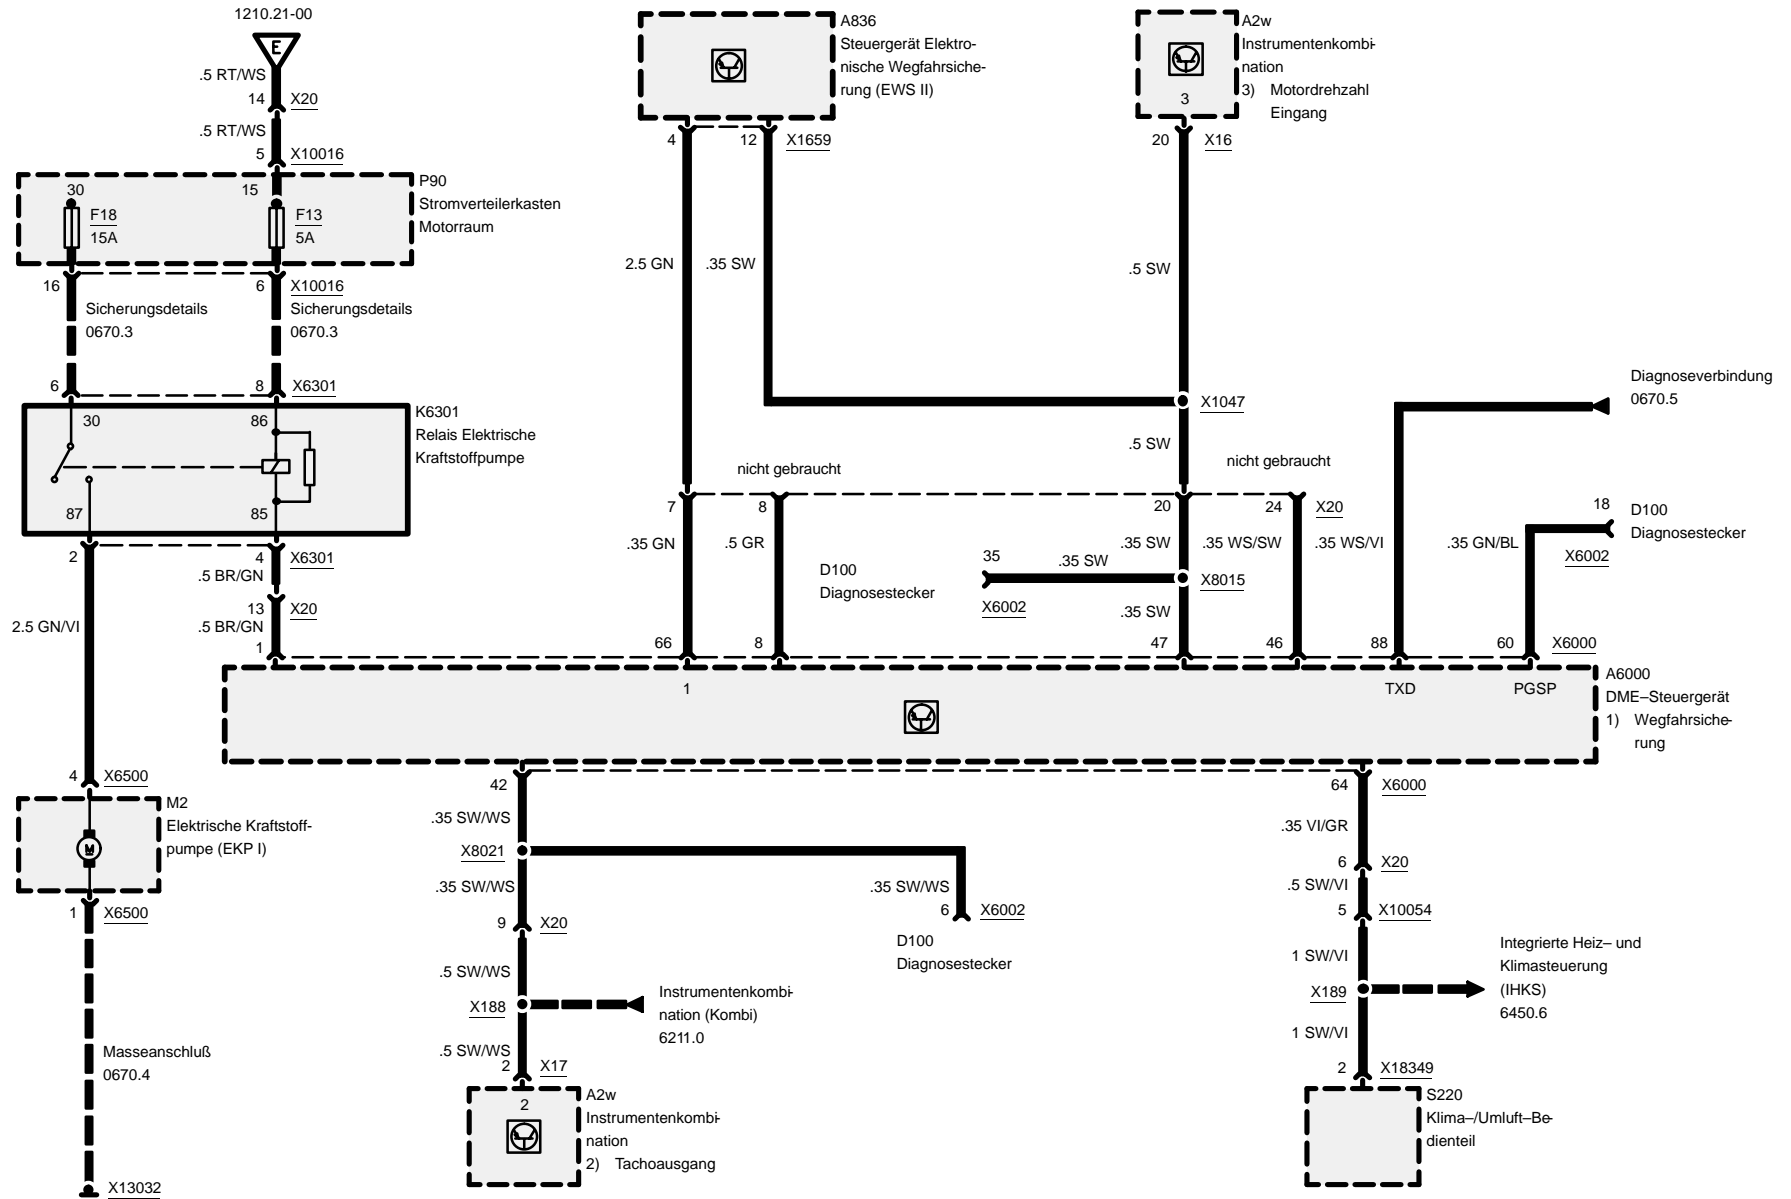 1210.21-00
E
.5 RT/WS
14
X20
.5 RT/WS
5
X10016
30
15
F18
15A
F13
5A
P90
Stromverteilerkasten
Motorraum
16
6
X10016
Sicherungsdetails
0670.3
Sicherungsdetails
0670.3
6
8
X6301
30
86
87
85
K6301
Relais Elektrische
Kraftstoffpumpe
2
4
X6301
.5 BR/GN
13
X20
.5 BR/GN
1
2.5 GN/VI
4
X6500
M2
Elektrische Kraftstoff-
pumpe (EKP I)
M
1
X6500
Masseanschluß
0670.4
X13032
A836
Steuergerät Elektro-
nische Wegfahrsiche-
rung (EWS II)
4
12
X1659
2.5 GN
.35 SW
A2w
Instrumentenkombi-
nation
3) Motordrehzahl
Eingang
3
20
X16
.5 SW
X1047
.5 SW
nicht gebraucht
nicht gebraucht
7
8
20
24
X20
.35 GN
.5 GR
.35 SW
.35 WS/SW
.35 WS/VI
.35 GN/BL
D100
Diagnosestecker
35
.35 SW
X6002
X8015
.35 SW
Diagnoseverbindung
0670.5
18
D100
Diagnosestecker
X6002
66
8
47
46
88
60
X6000
1
TXD
PGSP
A6000
DME–Steuergerät
1) Wegfahrsiche-
rung
42
64
X6000
.35 SW/WS
X8021
.35 SW/WS
.35 SW/WS
6
X6002
D100
Diagnosestecker
9
X20
.5 SW/WS
X188
Instrumentenkombi-
nation (Kombi)
6211.0
.5 SW/WS
2
X17
2
A2w
Instrumentenkombi-
nation
2) Tachoausgang
.35 VI/GR
6
X20
.5 SW/VI
5
X10054
1 SW/VI
X189
Integrierte Heiz– und
Klimasteuerung
(IHKS)
6450.6
1 SW/VI
2
X18349
S220
Klima–/Umluft–Be-
dienteil